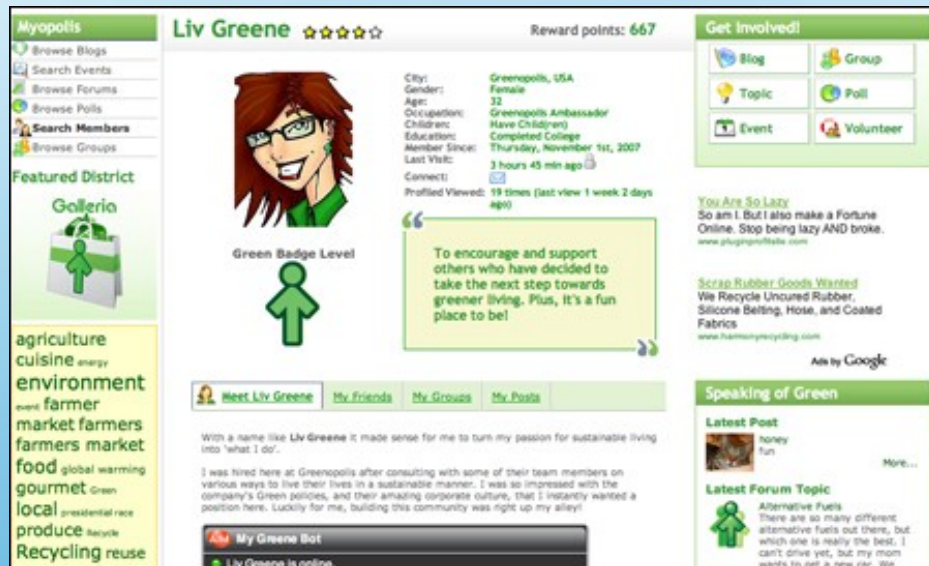 Myopolis
Browse Blogs
Search Events
Browse Forums
Browse Polls
Search Members
Browse Groups
Featured District
Galleria
agriculture
cuisine energy
environment
event farmer
market farmers
farmers market
food global warming
gourmet Green
local presidential race
produce Recycle
Recycling reuse
Liv Greene
Reward points: 667
City: Greenopolis, USA
Gender: Female
Age: 32
Occupation: Greenopolis Ambassador
Children: Have Child(ren)
Education: Completed College
Member Since: Thursday, November 1st, 2007
Last Visit: 3 hours 45 min ago
Connect:
Profiled Viewed: 19 times (last view 1 week 2 days
ago)
Green Badge Level
“
To encourage and support
others who have decided to
take the next step towards
greener living. Plus, it's a fun
place to be!
”
Meet Liv Greene My Friends My Groups My Posts
With a name like Liv Greene it made sense for me to turn my passion for sustainable living
into 'what I do'.
I was hired here at Greenopolis after consulting with some of their team members on
various ways to live their lives in a sustainable manner. I was so impressed with the
company's Green policies, and their amazing corporate culture, that I instantly wanted a
position here. Luckily for me, building this community was right up my alley!
AIM My Greene Bot
Liv Greene is online
Get Involved!
Blog Group
Topic Poll
Event Volunteer
You Are So Lazy
So am I. But I also make a Fortune
Online. Stop being lazy AND broke.
www.pluginprofitsite.com
Scrap Rubber Goods Wanted
We Recycle Uncured Rubber,
Silicone Belting, Hose, and Coated
Fabrics
www.harmonyrecycling.com
Ads by Google
Speaking of Green
Latest Post
honey
fun
More...
Latest Forum Topic
Alternative Fuels
There are so many different
alternative fuels out there, but
which one is really the best. I
can't drive yet, but my mom
wants to get a new car. We